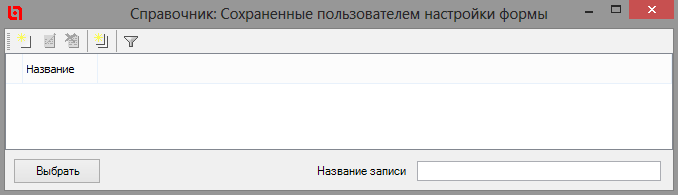 Справочник: Сохраненные пользователем настройки формы
Название
Выбрать
Название записи